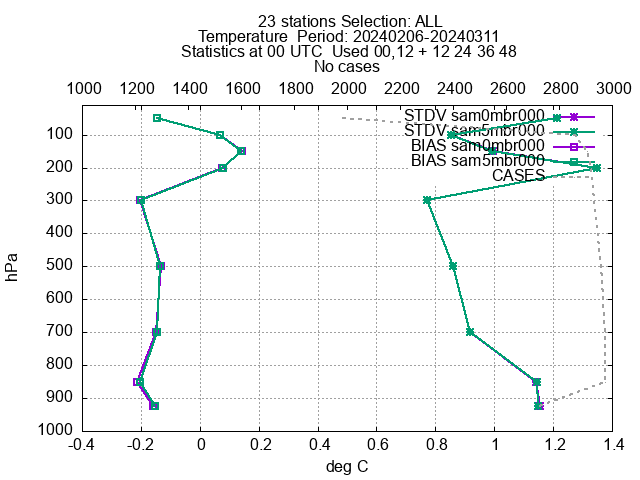 23 stations Selection: ALL
Temperature  Period: 20240206-20240311
Statistics at 00 UTC  Used 00,12 + 12 24 36 48
No cases
1000 1200 1400 1600 1800 2000 2200 2400 2600 2800 3000
STDV sam0mbr000
STDV sam5mbr000
BIAS sam0mbr000
BIAS sam5mbr000
CASES
100
200
300
400
500
600
700
800
900
1000
hPa
-0.4 -0.2 0 0.2 0.4 0.6 0.8 1 1.2 1.4
deg C